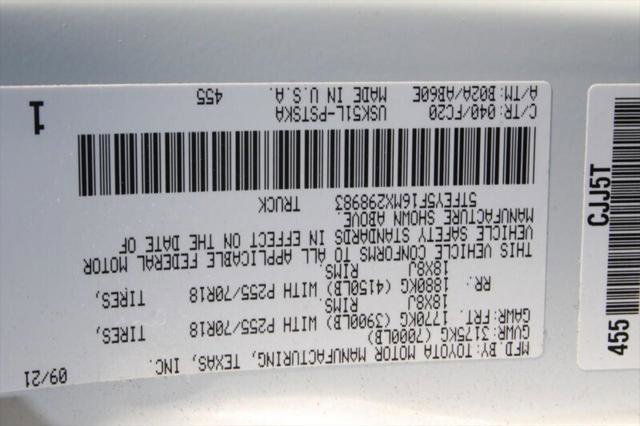 MFD BY: TOYOTA MOTOR MANUFACTURING, TEXAS, INC. 09/21
GVWR: 3175KG (7000LB)
GAWR: FRT. 1770KG (3900LB) WITH P255/70R18 TIRES,
18X8J RIMS
RR. 1880KG (4150LB) WITH P255/70R18 TIRES,
18X8J RIMS
THIS VEHICLE CONFORMS TO ALL APPLICABLE FEDERAL MOTOR
VEHICLE SAFETY STANDARDS IN EFFECT ON THE DATE OF
MANUFACTURE SHOWN ABOVE.
5TFEY5F16MX298983 TRUCK
C/TR: 040/FC20 USK51L-PSTSKA
A/TM: B02A/AB60E MADE IN U.S.A. 455
1
CJJ5T
455